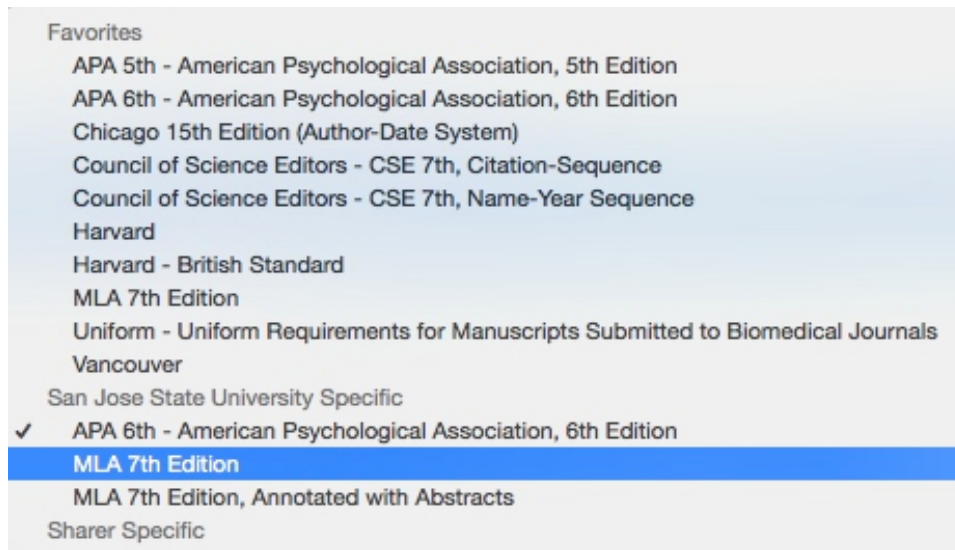 Favorites
APA 5th - American Psychological Association, 5th Edition
APA 6th - American Psychological Association, 6th Edition
Chicago 15th Edition (Author-Date System)
Council of Science Editors - CSE 7th, Citation-Sequence
Council of Science Editors - CSE 7th, Name-Year Sequence
Harvard
Harvard - British Standard
MLA 7th Edition
Uniform - Uniform Requirements for Manuscripts Submitted to Biomedical Journals
Vancouver
San Jose State University Specific
✓ APA 6th - American Psychological Association, 6th Edition
MLA 7th Edition
MLA 7th Edition, Annotated with Abstracts
Sharer Specific